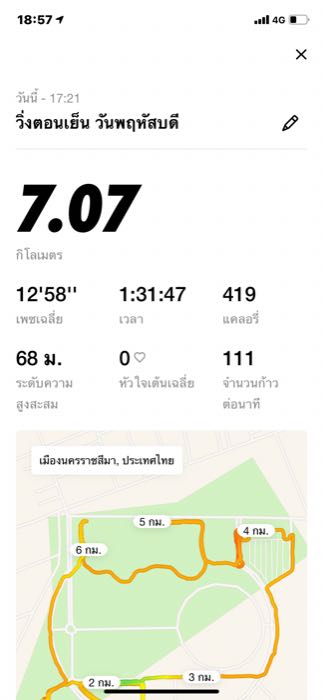 18:57
4G
วันนี้ - 17:21
วิ่งตอนเย็น วันพฤหัสบดี
7.07
กิโลเมตร
12'58" 1:31:47 419
เพซเฉลี่ย เวลา แคลอรี่
68 ม. 0 111
ระดับความ หัวใจเต้นเฉลี่ย จำนวนก้าว
สูงสะสม ต่อนาที
เมืองนครราชสีมา, ประเทศไทย
5 กม.
4 กม.
6 กม.
3 กม.
2 กม.